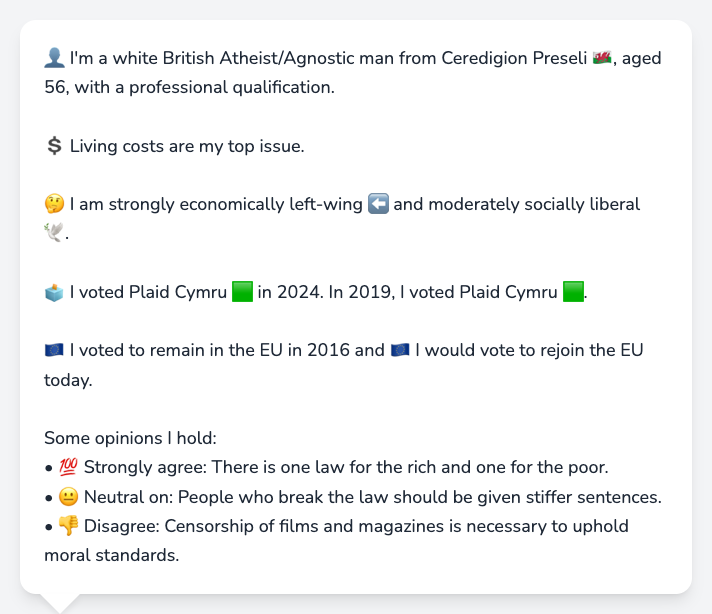 👤 I'm a white British Atheist/Agnostic man from Ceredigion Preseli 🏴󠁧󠁢󠁷󠁬󠁳󠁿, aged
56, with a professional qualification.
💲 Living costs are my top issue.
🤔 I am strongly economically left-wing ⬅️ and moderately socially liberal
🕊️.
🗳️ I voted Plaid Cymru 🟩 in 2024. In 2019, I voted Plaid Cymru 🟩.
🇪🇺 I voted to remain in the EU in 2016 and 🇪🇺 I would vote to rejoin the EU
today.
Some opinions I hold:
• 💯 Strongly agree: There is one law for the rich and one for the poor.
• 😐 Neutral on: People who break the law should be given stiffer sentences.
• 👎 Disagree: Censorship of films and magazines is necessary to uphold
moral standards.